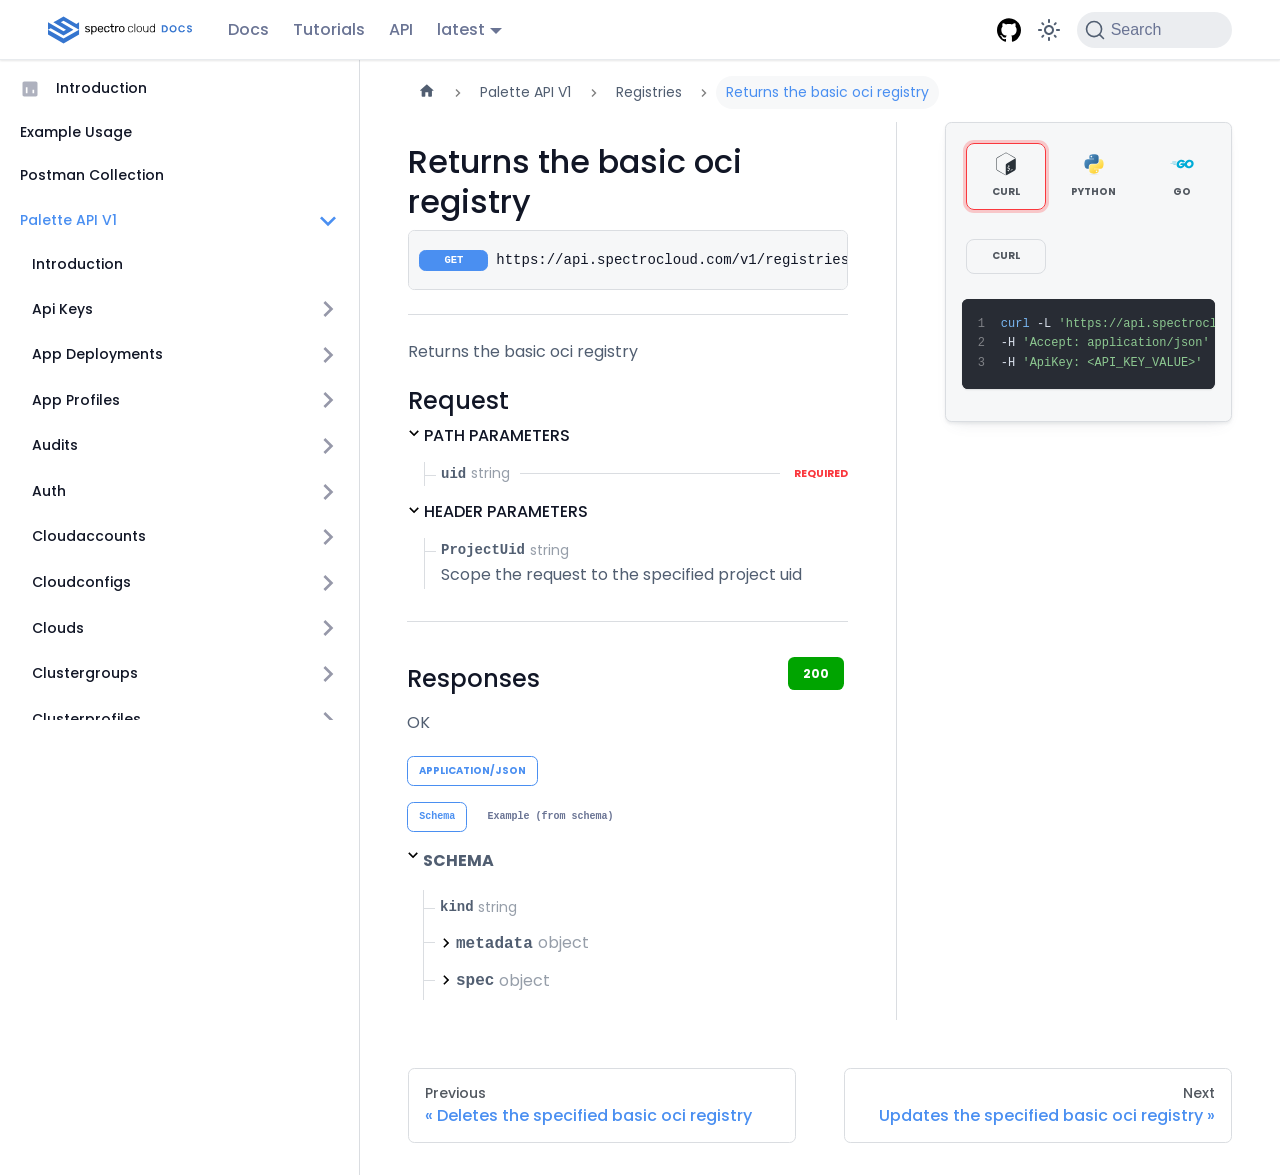 spectro cloud DOCS
Docs Tutorials API latest
Search
Introduction
Example Usage
Postman Collection
Palette API V1
Introduction
Api Keys
App Deployments
App Profiles
Audits
Auth
Cloudaccounts
Cloudconfigs
Clouds
Clustergroups
Clusterprofiles
Palette API V1 > Registries > Returns the basic oci registry
Returns the basic oci
registry
GET https://api.spectrocloud.com/v1/registries
Returns the basic oci registry
Request
PATH PARAMETERS
uid string REQUIRED
HEADER PARAMETERS
ProjectUid string
Scope the request to the specified project uid
Responses
200
OK
APPLICATION/JSON
Schema Example (from schema)
SCHEMA
kind string
metadata object
spec object
CURL PYTHON GO
CURL
1 curl -L 'https://api.spectrocl
2 -H 'Accept: application/json'
3 -H 'ApiKey: <API_KEY_VALUE>'
Previous
« Deletes the specified basic oci registry
Next
Updates the specified basic oci registry »